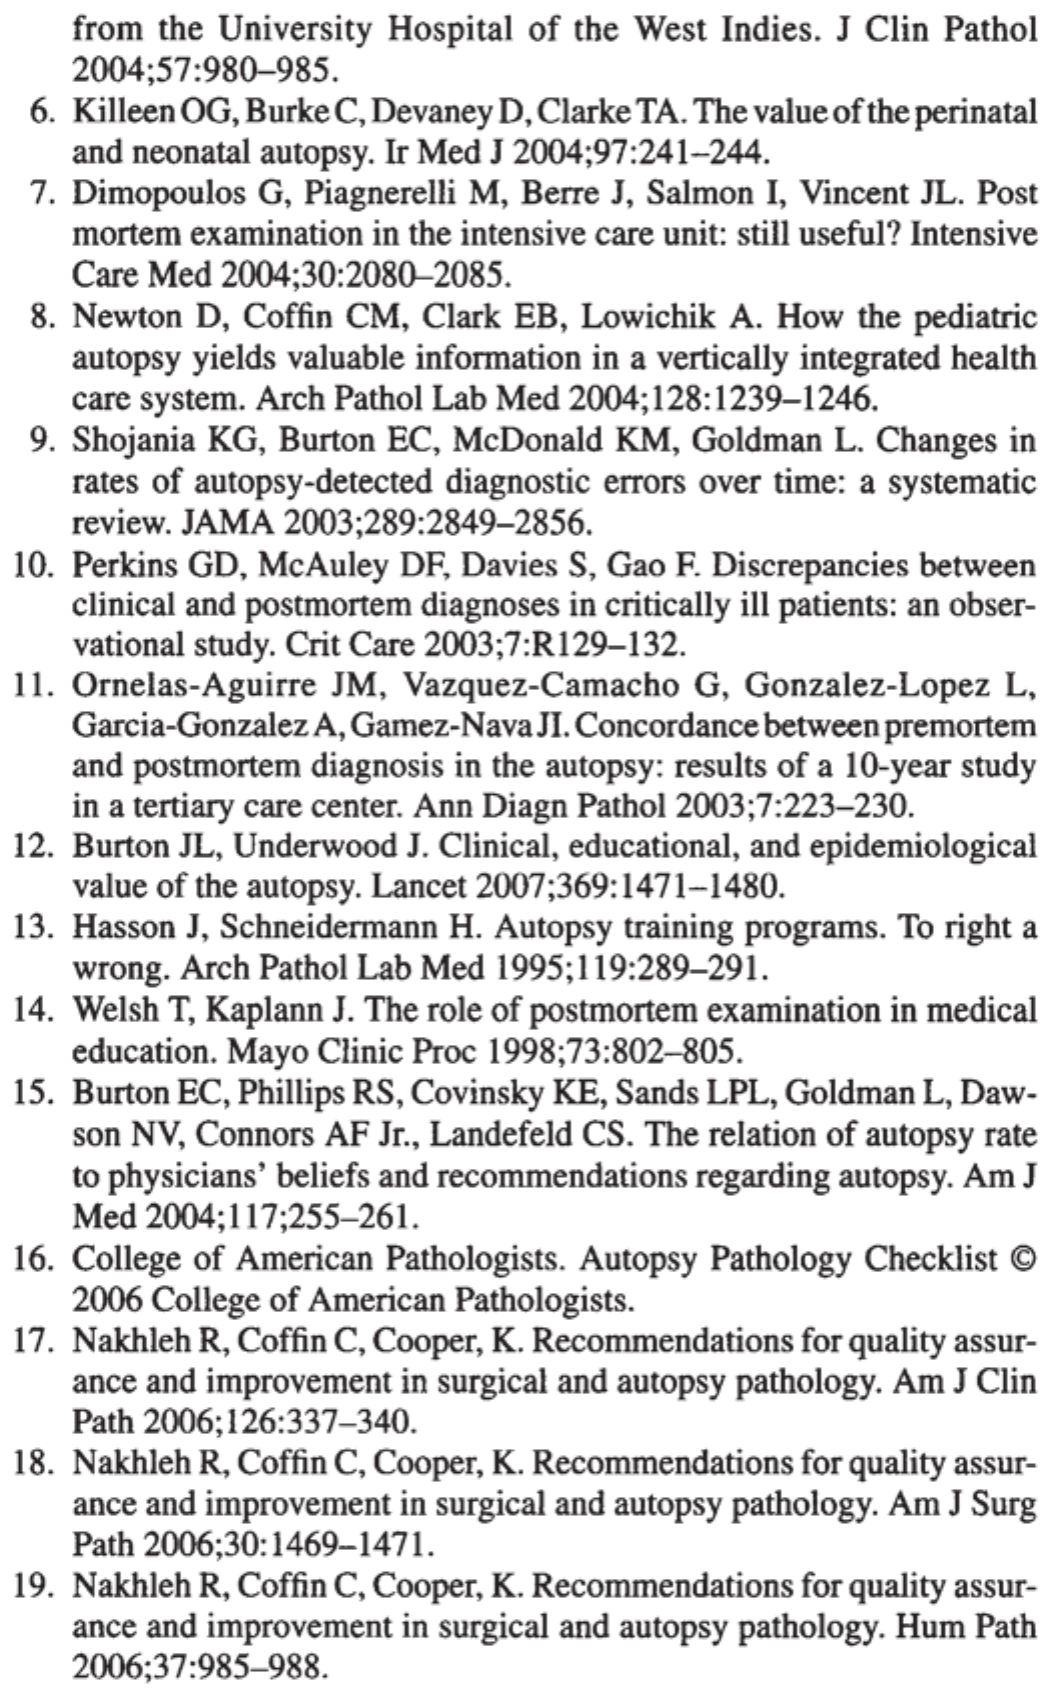 from the University Hospital of the West Indies. J Clin Pathol
2004;57:980–985.
6. Killeen OG, Burke C, Devaney D, Clarke TA. The value of the perinatal
and neonatal autopsy. Ir Med J 2004;97:241–244.
7. Dimopoulos G, Piagnerelli M, Berre J, Salmon I, Vincent JL. Post
mortem examination in the intensive care unit: still useful? Intensive
Care Med 2004;30:2080–2085.
8. Newton D, Coffin CM, Clark EB, Lowichik A. How the pediatric
autopsy yields valuable information in a vertically integrated health
care system. Arch Pathol Lab Med 2004;128:1239–1246.
9. Shojania KG, Burton EC, McDonald KM, Goldman L. Changes in
rates of autopsy-detected diagnostic errors over time: a systematic
review. JAMA 2003;289:2849–2856.
10. Perkins GD, McAuley DF, Davies S, Gao F. Discrepancies between
clinical and postmortem diagnoses in critically ill patients: an obser-
vational study. Crit Care 2003;7:R129–132.
11. Ornelas-Aguirre JM, Vazquez-Camacho G, Gonzalez-Lopez L,
Garcia-Gonzalez A, Gamez-Nava JI. Concordance between premortem
and postmortem diagnosis in the autopsy: results of a 10-year study
in a tertiary care center. Ann Diagn Pathol 2003;7:223–230.
12. Burton JL, Underwood J. Clinical, educational, and epidemiological
value of the autopsy. Lancet 2007;369:1471–1480.
13. Hasson J, Schneidermann H. Autopsy training programs. To right a
wrong. Arch Pathol Lab Med 1995;119:289–291.
14. Welsh T, Kaplann J. The role of postmortem examination in medical
education. Mayo Clinic Proc 1998;73:802–805.
15. Burton EC, Phillips RS, Covinsky KE, Sands LPL, Goldman L, Daw-
son NV, Connors AF Jr., Landefeld CS. The relation of autopsy rate
to physicians’ beliefs and recommendations regarding autopsy. Am J
Med 2004;117;255–261.
16. College of American Pathologists. Autopsy Pathology Checklist ©
2006 College of American Pathologists.
17. Nakhleh R, Coffin C, Cooper, K. Recommendations for quality assur-
ance and improvement in surgical and autopsy pathology. Am J Clin
Path 2006;126:337–340.
18. Nakhleh R, Coffin C, Cooper, K. Recommendations for quality assur-
ance and improvement in surgical and autopsy pathology. Am J Surg
Path 2006;30:1469–1471.
19. Nakhleh R, Coffin C, Cooper, K. Recommendations for quality assur-
ance and improvement in surgical and autopsy pathology. Hum Path
2006;37:985–988.